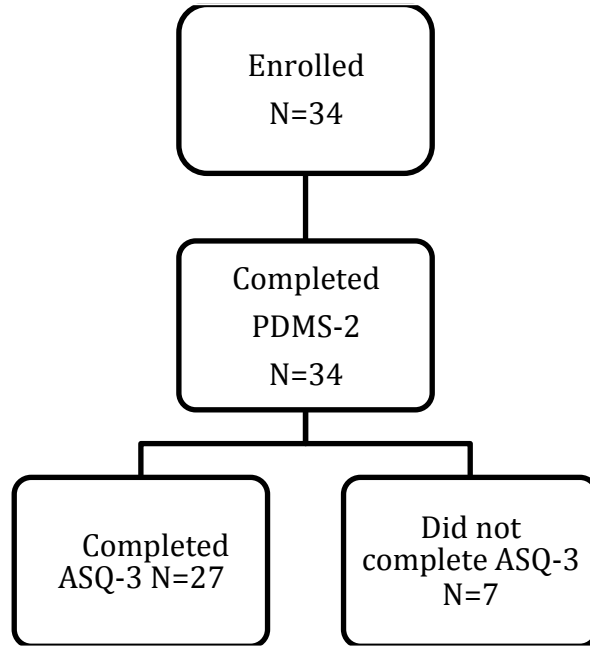 Enrolled
N=34
Completed
PDMS-2
N=34
Completed
ASQ-3 N=27
Did not
complete ASQ-3
N=7